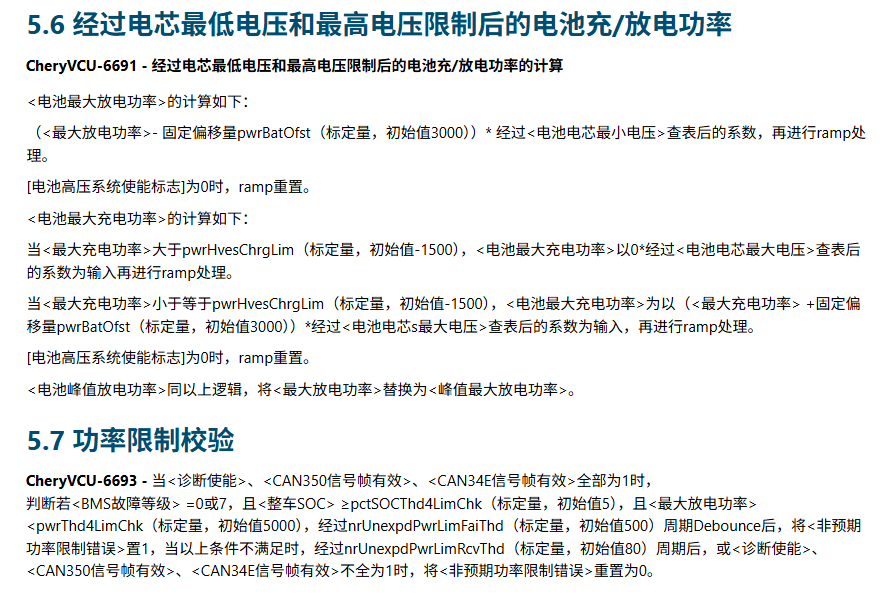 5.6 经过电芯最低电压和最高电压限制后的电池充/放电功率
CheryVCU-6691 - 经过电芯最低电压和最高电压限制后的电池充/放电功率的计算
<电池最大放电功率>的计算如下：
（<最大放电功率>- 固定偏移量pwrBatOfst（标定量，初始值3000））* 经过<电池电芯最小电压>查表后的系数，再进行ramp处
理。
[电池高压系统使能标志]为0时，ramp重置。
<电池最大充电功率>的计算如下：
当<最大充电功率>大于pwrHvesChrgLim（标定量，初始值-1500），<电池最大充电功率>以0*经过<电池电芯最大电压>查表后
的系数为输入再进行ramp处理。
当<最大充电功率>小于等于pwrHvesChrgLim（标定量，初始值-1500），<电池最大充电功率>为以（<最大充电功率> +固定偏
移量pwrBatOfst（标定量，初始值3000））*经过<电池电芯s最大电压>查表后的系数为输入，再进行ramp处理。
[电池高压系统使能标志]为0时，ramp重置。
<电池峰值放电功率>同以上逻辑，将<最大放电功率>替换为<峰值最大放电功率>。
5.7 功率限制校验
CheryVCU-6693 - 当<诊断使能>、<CAN350信号帧有效>、<CAN34E信号帧有效>全部为1时，
判断若<BMS故障等级> =0或7，且<整车SOC> ≥pctSOCThd4LimChk（标定量，初始值5），且<最大放电功率>
<pwrThd4LimChk（标定量，初始值5000），经过nrUnexpdPwrLimFaiThd（标定量，初始值500）周期Debounce后，将<非预期
功率限制错误>置1，当以上条件不满足时，经过nrUnexpdPwrLimRcvThd（标定量，初始值80）周期后，或<诊断使能>、
<CAN350信号帧有效>、<CAN34E信号帧有效>不全为1时，将<非预期功率限制错误>重置为0。